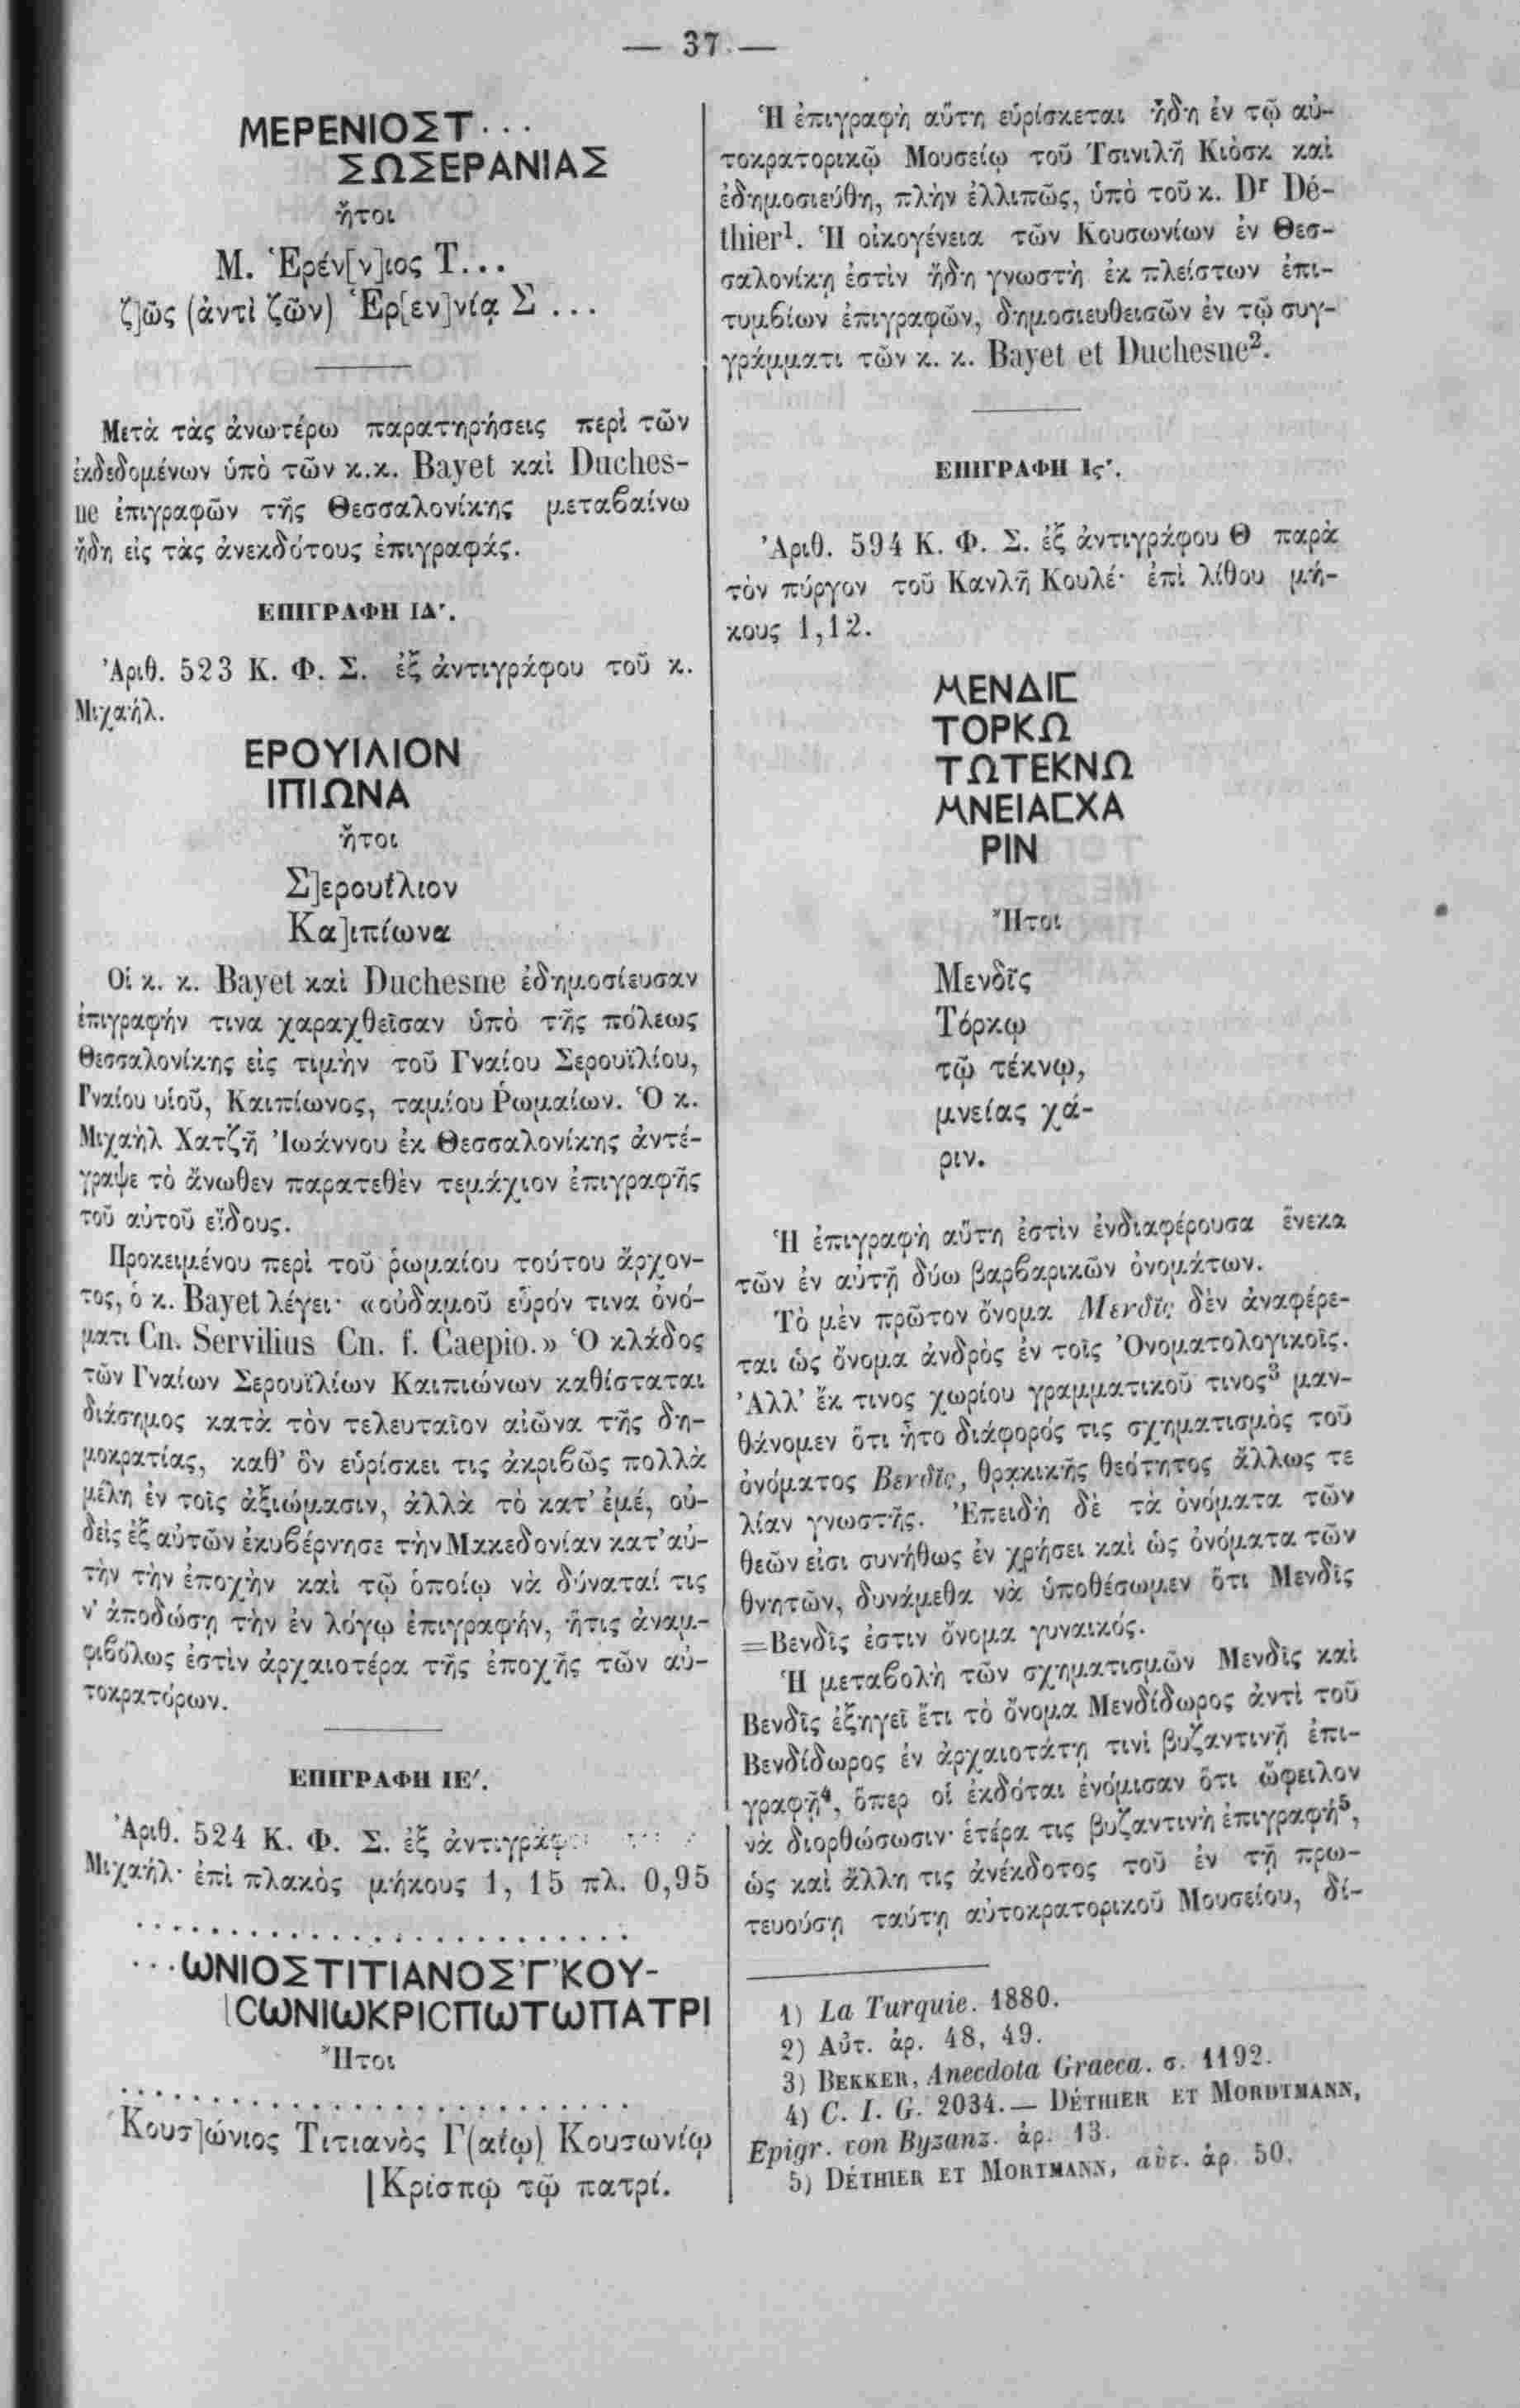 — 37 —
ΜΕΡΕΝΙΟΣΤ...
ΣΩΣΕΡΑΝΙΑΣ
ἤτοι
Μ. Ἑρέν[ν]ιος Τ...
ζ]ῶς (ἀντὶ ζῶν) Ἑρ[εν]νίᾳ Σ ...
Μετὰ τὰς ἀνωτέρω παρατηρήσεις περὶ τῶν
ἐκδεδομένων ὑπὸ τῶν κ.κ. Bayet καὶ Duches-
ne ἐπιγραφῶν τῆς Θεσσαλονίκης μεταβαίνω
ἤδη εἰς τὰς ἀνεκδότους ἐπιγραφάς.
ΕΠΙΓΡΑΦΗ ΙΔ'.
Ἀριθ. 523 Κ. Φ. Σ. ἐξ ἀντιγράφου τοῦ κ.
Μιχαήλ.
ΕΡΟΥΙΛΙΟΝ
ΙΠΙΩΝΑ
ἤτοι
Σ]ερουΐλιον
Κα]ιπίωνα
Οἱ κ. κ. Bayet καὶ Duchesne ἐδημοσίευσαν
ἐπιγραφήν τινα χαραχθεῖσαν ὑπὸ τῆς πόλεως
Θεσσαλονίκης εἰς τιμὴν τοῦ Γναίου Σερουϊλίου,
Γναίου υἱοῦ, Καιπίωνος, ταμίου Ῥωμαίων. Ὁ κ.
Μιχαὴλ Χατζῆ Ἰωάννου ἐκ Θεσσαλονίκης ἀντέ-
γραψε τὸ ἄνωθεν παρατεθὲν τεμάχιον ἐπιγραφῆς
τοῦ αὐτοῦ εἴδους.
Προκειμένου περὶ τοῦ ῥωμαίου τούτου ἄρχον-
τος, ὁ κ. Bayet λέγει· «οὐδαμοῦ εὗρόν τινα ὀνό-
ματι Cn. Servilius Cn. f. Caepio.» Ὁ κλάδος
τῶν Γναίων Σερουϊλίων Καιπιώνων καθίσταται
διάσημος κατὰ τὸν τελευταῖον αἰῶνα τῆς δη-
μοκρατίας, καθ' ὃν εὑρίσκει τις ἀκριβῶς πολλὰ
μέλη ἐν τοῖς ἀξιώμασιν, ἀλλὰ τὸ κατ' ἐμέ, οὐ-
δεὶς ἐξ αὐτῶν ἐκυβέρνησε τὴν Μακεδονίαν κατ' αὐ-
τὴν τὴν ἐποχὴν καὶ τῷ ὁποίῳ νὰ δύναταί τις
ν' ἀποδώσῃ τὴν ἐν λόγῳ ἐπιγραφήν, ἥτις ἀναμ-
φιβόλως ἐστὶν ἀρχαιοτέρα τῆς ἐποχῆς τῶν αὐ-
τοκρατόρων.
ΕΠΙΓΡΑΦΗ ΙΕ'.
Ἀριθ. 524 Κ. Φ. Σ. ἐξ
Μιχαήλ· ἐπὶ πλακὸς μήκους 1, 15 πλ. 0,95
........................
...ωΝΙΟΣΤΙΤΙΑΝΟΣ'Γ'ΚΟΥ-
|CωΝΙωΚΡΙCΠωΤωΠΑΤΡΙ
Ἤτοι
........................
Κουσ]ώνιος Τιτιανὸς Γ(αΐῳ) Κουσωνίῳ
|Κρίσπῳ τῷ πατρί.
Ἡ ἐπιγραφὴ αὕτη εὑρίσκεται ἤδη ἐν τῷ αὐ-
τοκρατορικῷ Μουσείῳ τοῦ Τσινιλῆ Κιὸσκ καὶ
ἐδημοσιεύθη, πλὴν ἐλλιπῶς, ὑπὸ τοῦ κ. Dr Dé-
thier1. Ἡ οἰκογένεια τῶν Κουσωνίων ἐν Θεσ-
σαλονίκῃ ἐστὶν ἤδη γνωστὴ ἐκ πλείστων ἐπι-
τυμβίων ἐπιγραφῶν, δημοσιευθεισῶν ἐν τῷ συγ-
γράμματι τῶν κ. κ. Bayet et Duchesne2.
ΕΠΙΓΡΑΦΗ Ις'.
Ἀριθ. 594 Κ. Φ. Σ. ἐξ ἀντιγράφου Θ παρὰ
τὸν πύργον τοῦ Κανλῆ Κουλέ· ἐπὶ λίθου μή-
κους 1,12.
ΜΕΝΔΙC
ΤΟΡΚΩ
ΤΩΤΕΚΝΩ
ΜΝΕΙΑCΧΑ
ΡΙΝ
Ἤτοι
Μενδῖς
Τόρκῳ
τῷ τέκνῳ,
μνείας χά-
ριν.
Ἡ ἐπιγραφὴ αὕτη ἐστὶν ἐνδιαφέρουσα ἕνεκα
τῶν ἐν αὐτῇ δύω βαρβαρικῶν ὀνομάτων.
Τὸ μὲν πρῶτον ὄνομα Μενδῖς δὲν ἀναφέρε-
ται ὡς ὄνομα ἀνδρὸς ἐν τοῖς Ὀνοματολογικοῖς.
Ἀλλ' ἔκ τινος χωρίου γραμματικοῦ τινος3 μαν-
θάνομεν ὅτι ἦτο διάφορός τις σχηματισμὸς τοῦ
ὀνόματος Βενδῖς, θρᾳκικῆς θεότητος ἄλλως τε
λίαν γνωστῆς. Ἐπειδὴ δὲ τὰ ὀνόματα τῶν
θεῶν εἰσι συνήθως ἐν χρήσει καὶ ὡς ὀνόματα τῶν
θνητῶν, δυνάμεθα νὰ ὑποθέσωμεν ὅτι Μενδῖς
=Βενδῖς ἐστιν ὄνομα γυναικός.
Ἡ μεταβολὴ τῶν σχηματισμῶν Μενδῖς καὶ
Βενδῖς ἐξηγεῖ ἔτι τὸ ὄνομα Μενδίδωρος ἀντὶ τοῦ
Βενδίδωρος ἐν ἀρχαιοτάτῃ τινὶ βυζαντινῇ ἐπι-
γραφῇ4, ὅπερ οἱ ἐκδόται ἐνόμισαν ὅτι ὤφειλον
νὰ διορθώσωσιν· ἑτέρα τις βυζαντινὴ ἐπιγραφή5,
ὡς καὶ ἄλλη τις ἀνέκδοτος τοῦ ἐν τῇ πρω-
τευούσῃ ταύτῃ αὐτοκρατορικοῦ Μουσείου, δί-
1) La Turquie. 1880.
2) Αὐτ. ἀρ. 48, 49.
3) Bekker, Anecdota Graeca. σ. 1192.
4) C. I. G. 2034.— Déthier et Mordtmann,
Epigr. von Byzanz. ἀρ. 13.
5) Déthier et Mortmann, αὐτ. ἀρ. 50.